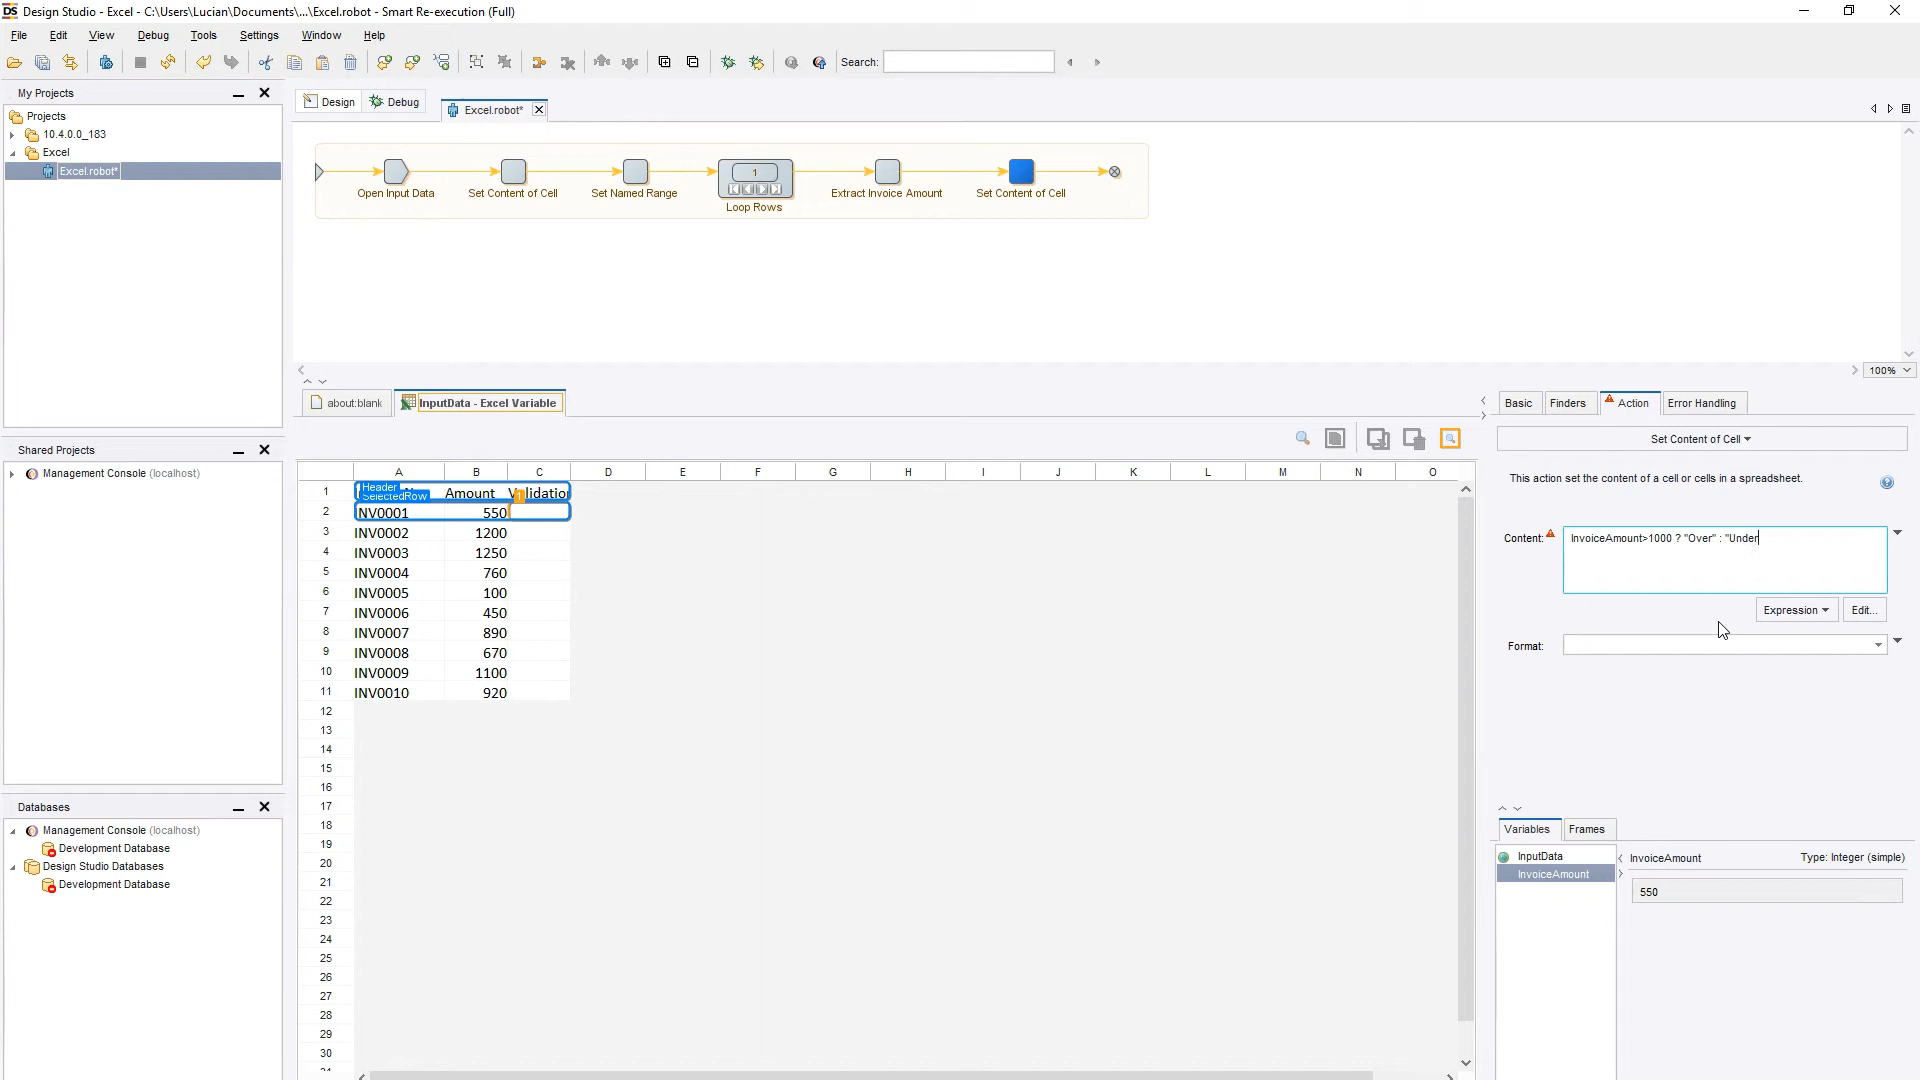 DS Design Studio - Excel - C:\Users\Lucian\Documents\...\Excel.robot - Smart Re-execution (Full)
File Edit View Debug Tools Settings Window Help
Search:
My Projects
Projects
10.4.0.0_183
Excel
Excel.robot*
Shared Projects
Management Console (localhost)
Databases
Management Console (localhost)
Development Database
Design Studio Databases
Development Database
Design Debug Excel.robot*
1
Open Input Data Set Content of Cell Set Named Range Loop Rows Extract Invoice Amount Set Content of Cell
100%
about:blank InputData - Excel Variable
A B C D E F G H I J K L M N O
Header
SelectedRow
1
1 Amount Validation
2 INV0001 550
3 INV0002 1200
4 INV0003 1250
5 INV0004 760
6 INV0005 100
7 INV0006 450
8 INV0007 890
9 INV0008 670
10 INV0009 1100
11 INV0010 920
12
13
14
15
16
17
18
19
20
21
22
23
24
25
26
27
28
29
30
Basic Finders Action Error Handling
Set Content of Cell
This action set the content of a cell or cells in a spreadsheet.
Content: InvoiceAmount>1000 ? "Over" : "Under
Expression Edit...
Format:
Variables Frames
InputData
InvoiceAmount
InvoiceAmount Type: Integer (simple)
550